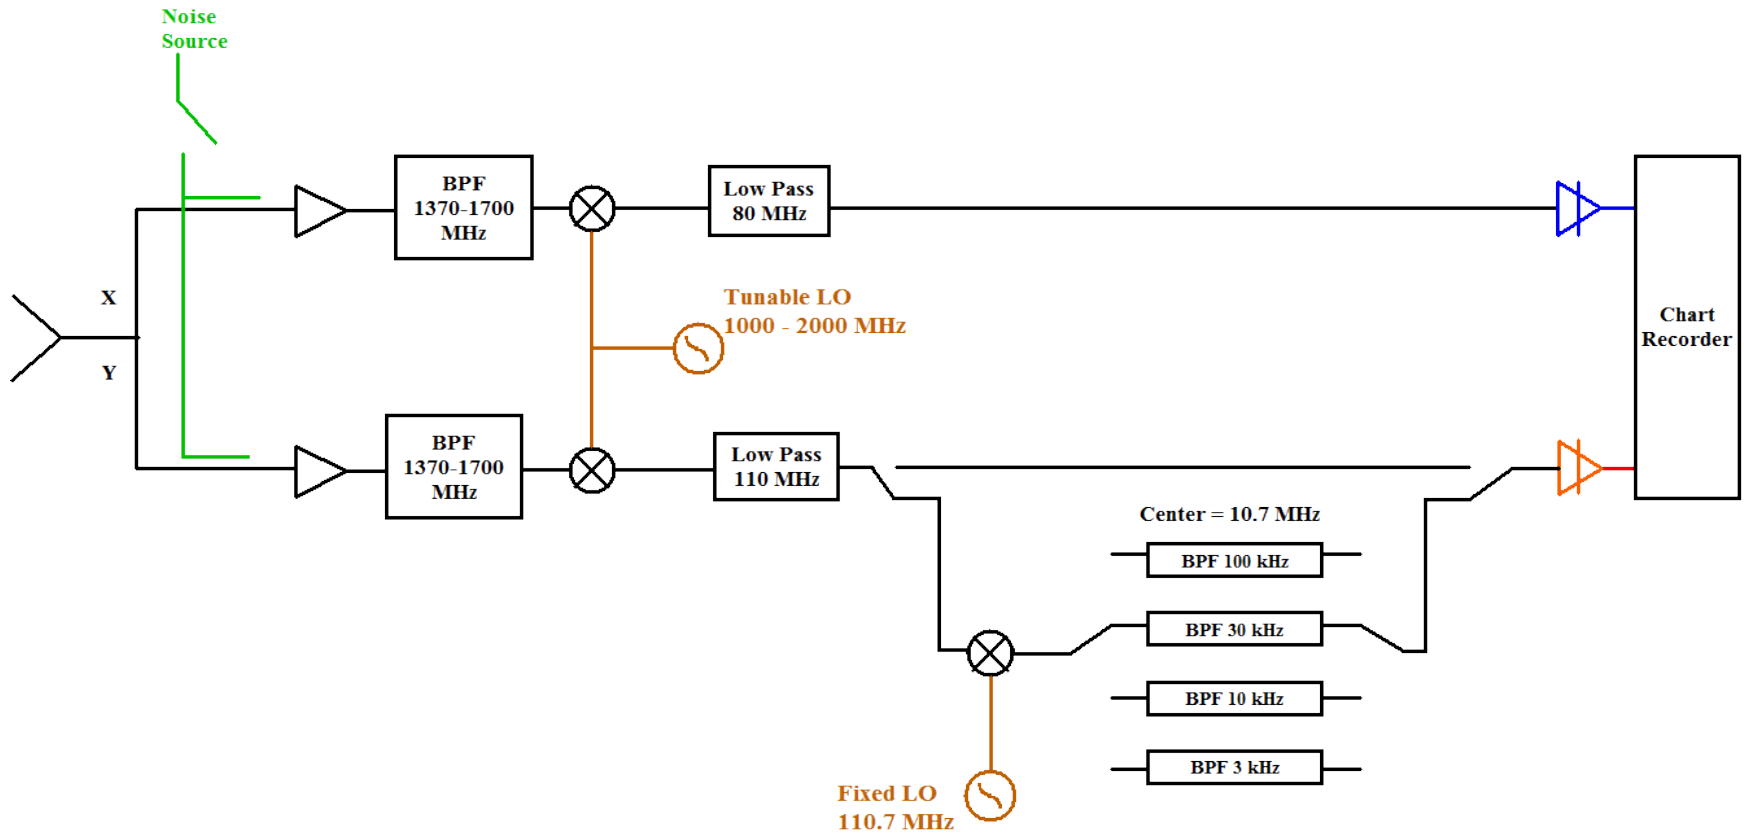 Noise
Source
BPF
1370-1700
MHz
Low Pass
80 MHz
X
Y
Tunable LO
1000 - 2000 MHz
Chart
Recorder
BPF
1370-1700
MHz
Low Pass
110 MHz
Center = 10.7 MHz
BPF 100 kHz
BPF 30 kHz
BPF 10 kHz
BPF 3 kHz
Fixed LO
110.7 MHz